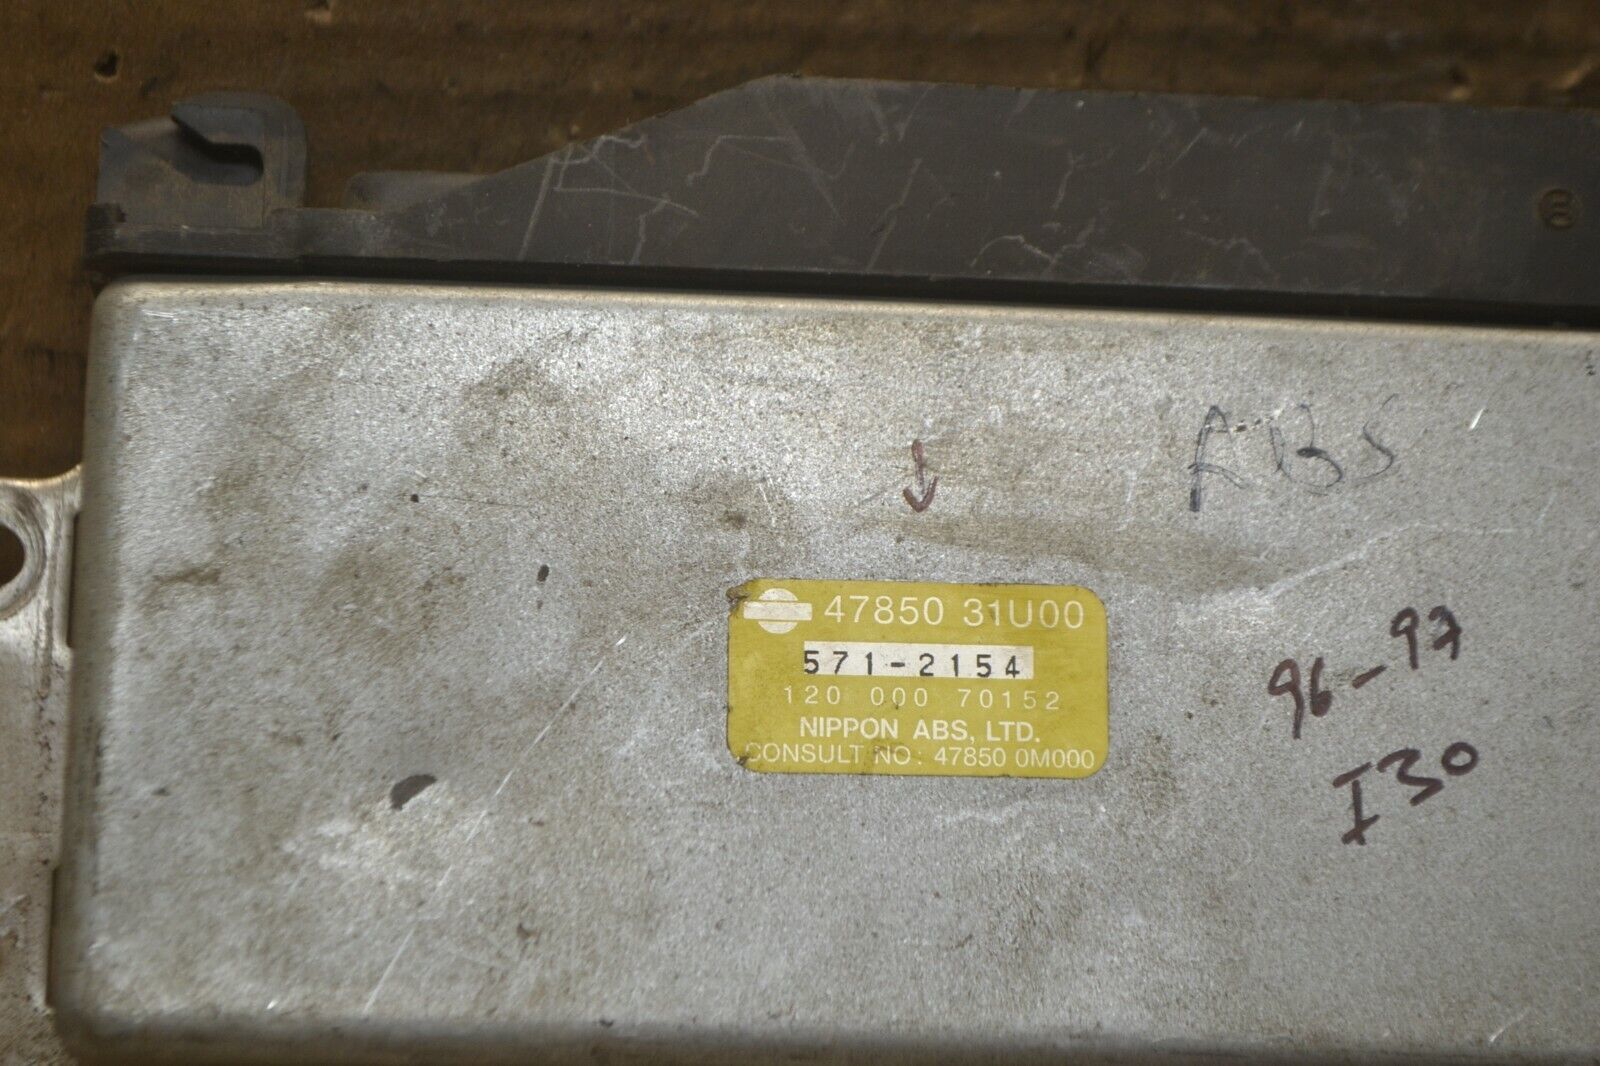 ABS
47850 31U00
571-2154
120 000 70152
NIPPON ABS, LTD.
CONSULT NO: 47850 0M000
96-97
I30